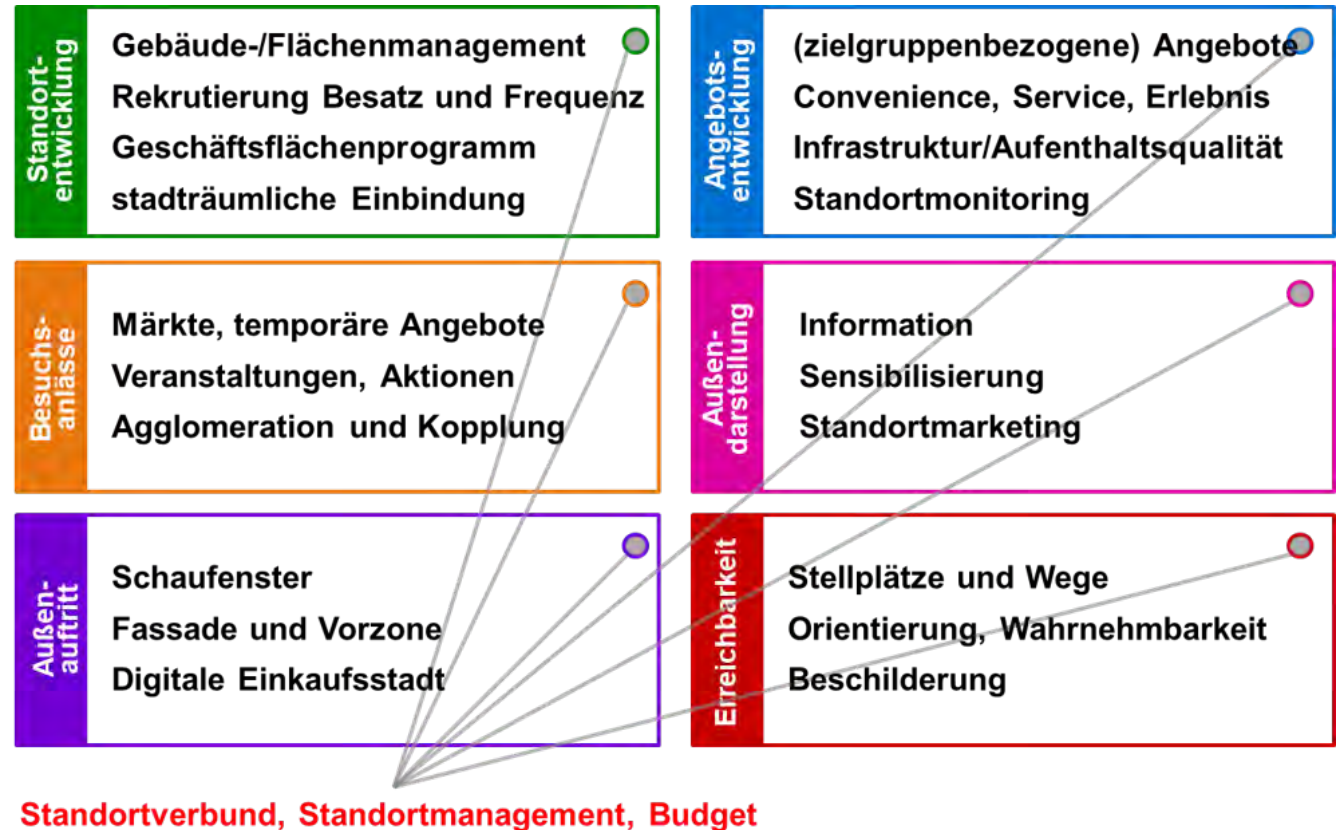 Standort-
entwicklung
Gebäude-/Flächenmanagement
Rekrutierung Besatz und Frequenz
Geschäftsflächenprogramm
stadträumliche Einbindung
Angebots-
entwicklung
(zielgruppenbezogene) Angebote
Convenience, Service, Erlebnis
Infrastruktur/Aufenthaltsqualität
Standortmonitoring
Besuchs-
anlässe
Märkte, temporäre Angebote
Veranstaltungen, Aktionen
Agglomeration und Kopplung
Außen-
darstellung
Information
Sensibilisierung
Standortmarketing
Außen-
auftritt
Schaufenster
Fassade und Vorzone
Digitale Einkaufsstadt
Erreichbarkeit
Stellplätze und Wege
Orientierung, Wahrnehmbarkeit
Beschilderung
Standortverbund, Standortmanagement, Budget